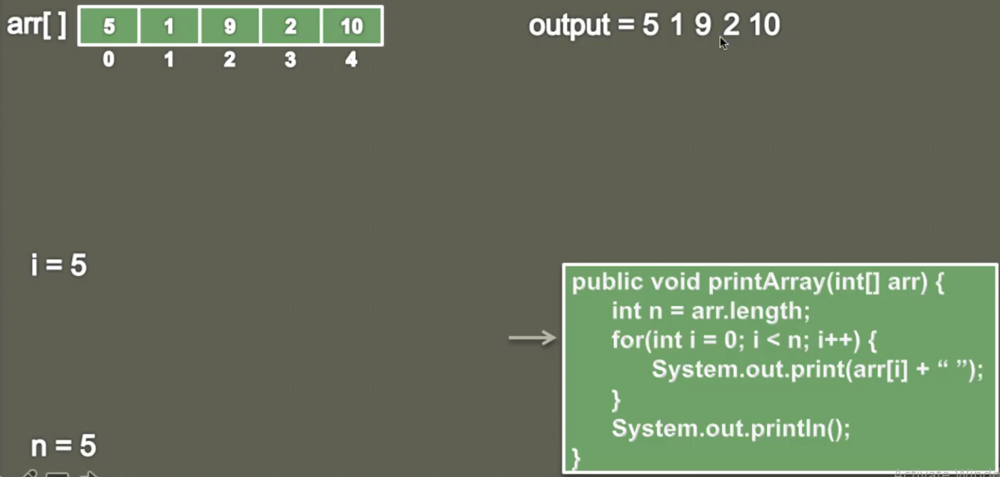 arr[ ] 5 1 9 2 10
0 1 2 3 4
output = 5 1 9 2 10
i = 5
n = 5
public void printArray(int[] arr) {
int n = arr.length;
for(int i = 0; i < n; i++) {
System.out.print(arr[i] + “ ”);
}
System.out.println();
}
Activate Windo